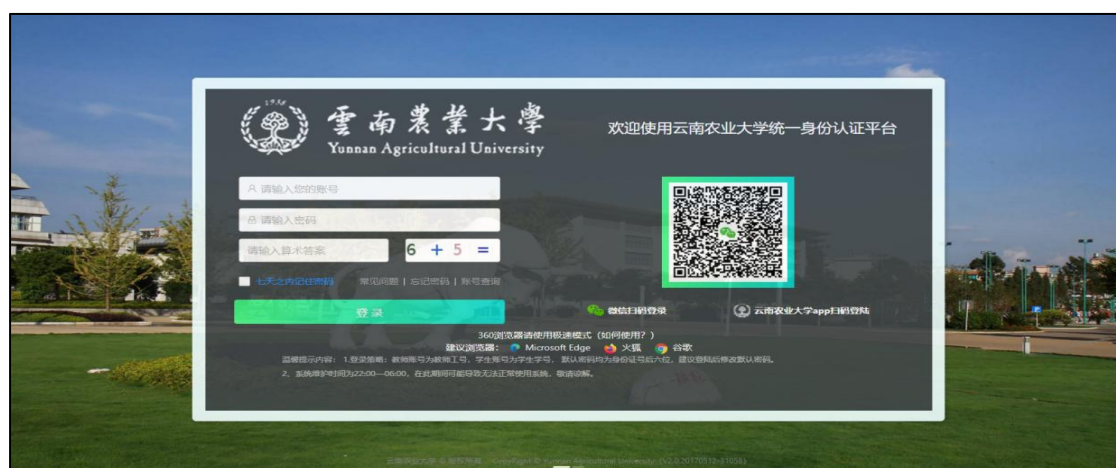 1938
雲南農業大學
Yunnan Agricultural University
欢迎使用云南农业大学统一身份认证平台
请输入您的账号
请输入密码
请输入算术答案
6 + 5 =
七天之内记住密码 常见问题 | 忘记密码 | 账号查询
登录
微信扫码登录
云南农业大学app扫码登陆
360浏览器请使用极速模式（如何使用？）
建议浏览器： Microsoft Edge 火狐 谷歌
温馨提示内容： 1.登录策略：教师账号为教师工号，学生账号为学生学号， 默认密码均为身份证号后六位，建议登陆后修改默认密码。
2、系统维护时间为22:00—06:00，在此期间可能导致无法正常使用系统，敬请谅解。